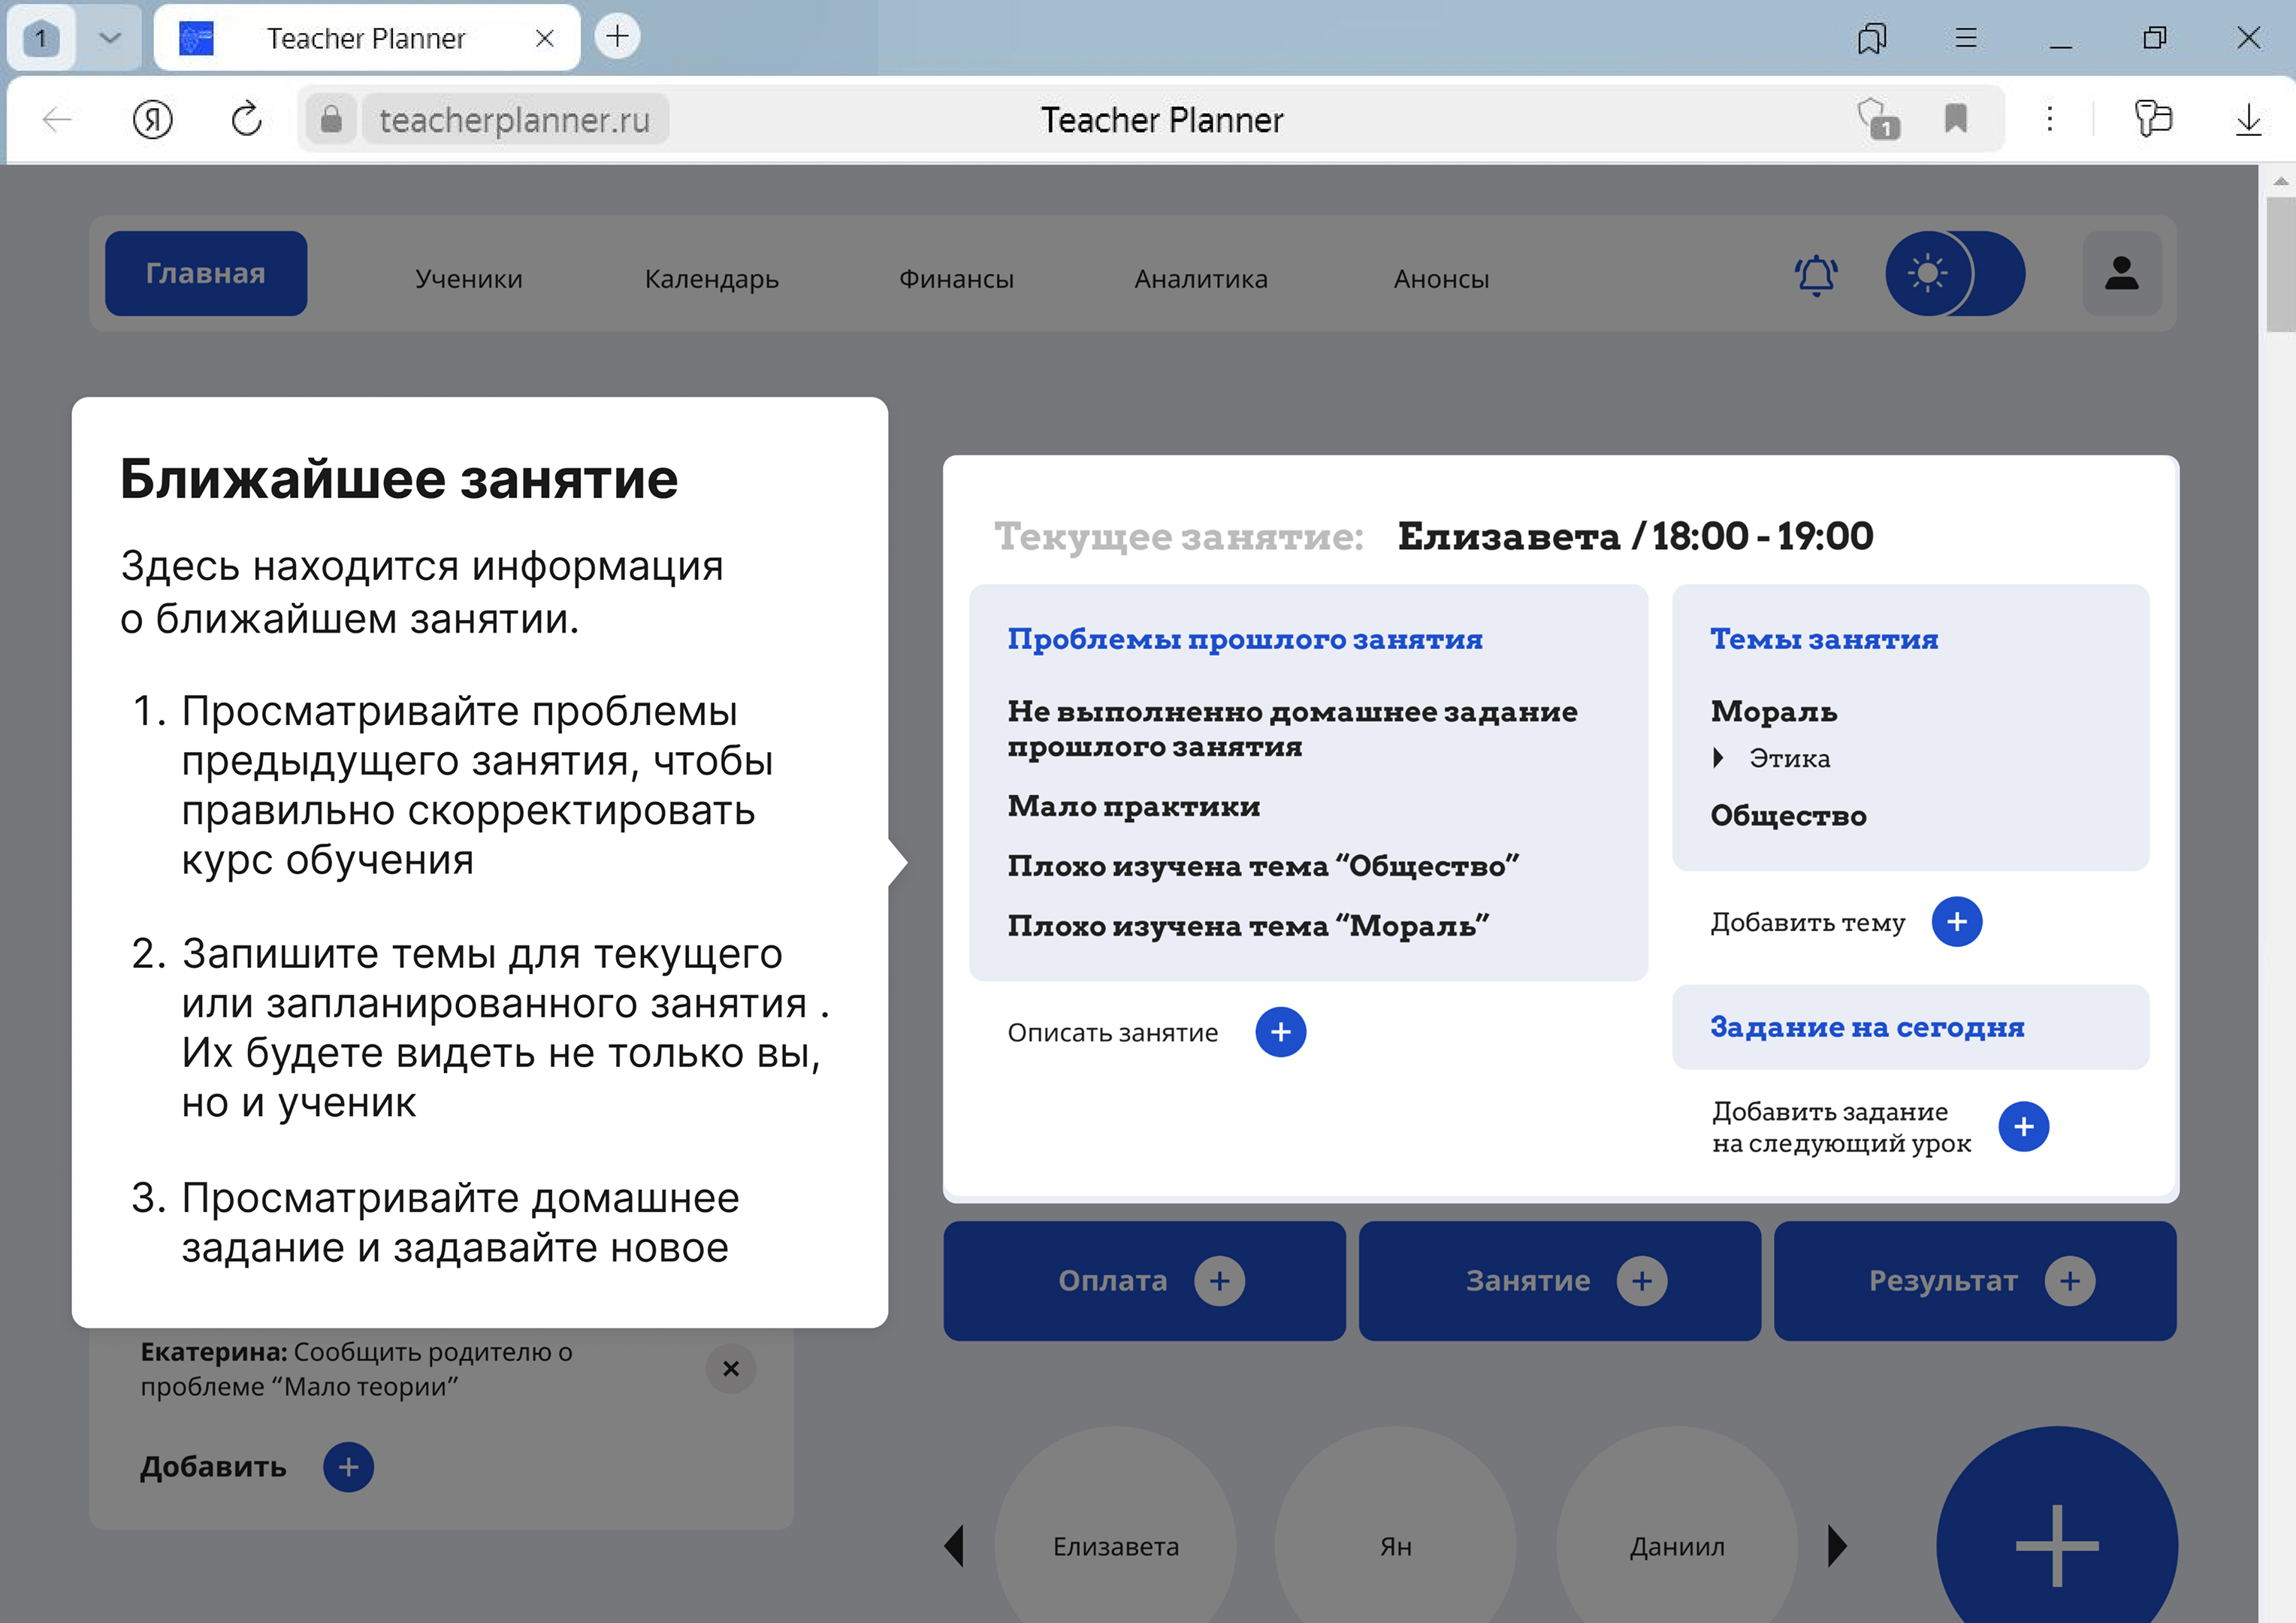 1
Teacher Planner
Я
teacherplanner.ru
Teacher Planner
1
Главная
Ученики
Календарь
Финансы
Аналитика
Анонсы
Ближайшее занятие
Здесь находится информация
о ближайшем занятии.
1. Просматривайте проблемы
предыдущего занятия, чтобы
правильно скорректировать
курс обучения
2. Запишите темы для текущего
или запланированного занятия .
Их будете видеть не только вы,
но и ученик
3. Просматривайте домашнее
задание и задавайте новое
Текущее занятие: Елизавета / 18:00 - 19:00
Проблемы прошлого занятия
Не выполненно домашнее задание
прошлого занятия
Мало практики
Плохо изучена тема “Общество”
Плохо изучена тема “Мораль”
Описать занятие
Темы занятия
Мораль
Этика
Общество
Добавить тему
Задание на сегодня
Добавить задание
на следующий урок
Оплата
Занятие
Результат
Екатерина: Сообщить родителю о
проблеме “Мало теории”
Добавить
Елизавета
Ян
Даниил